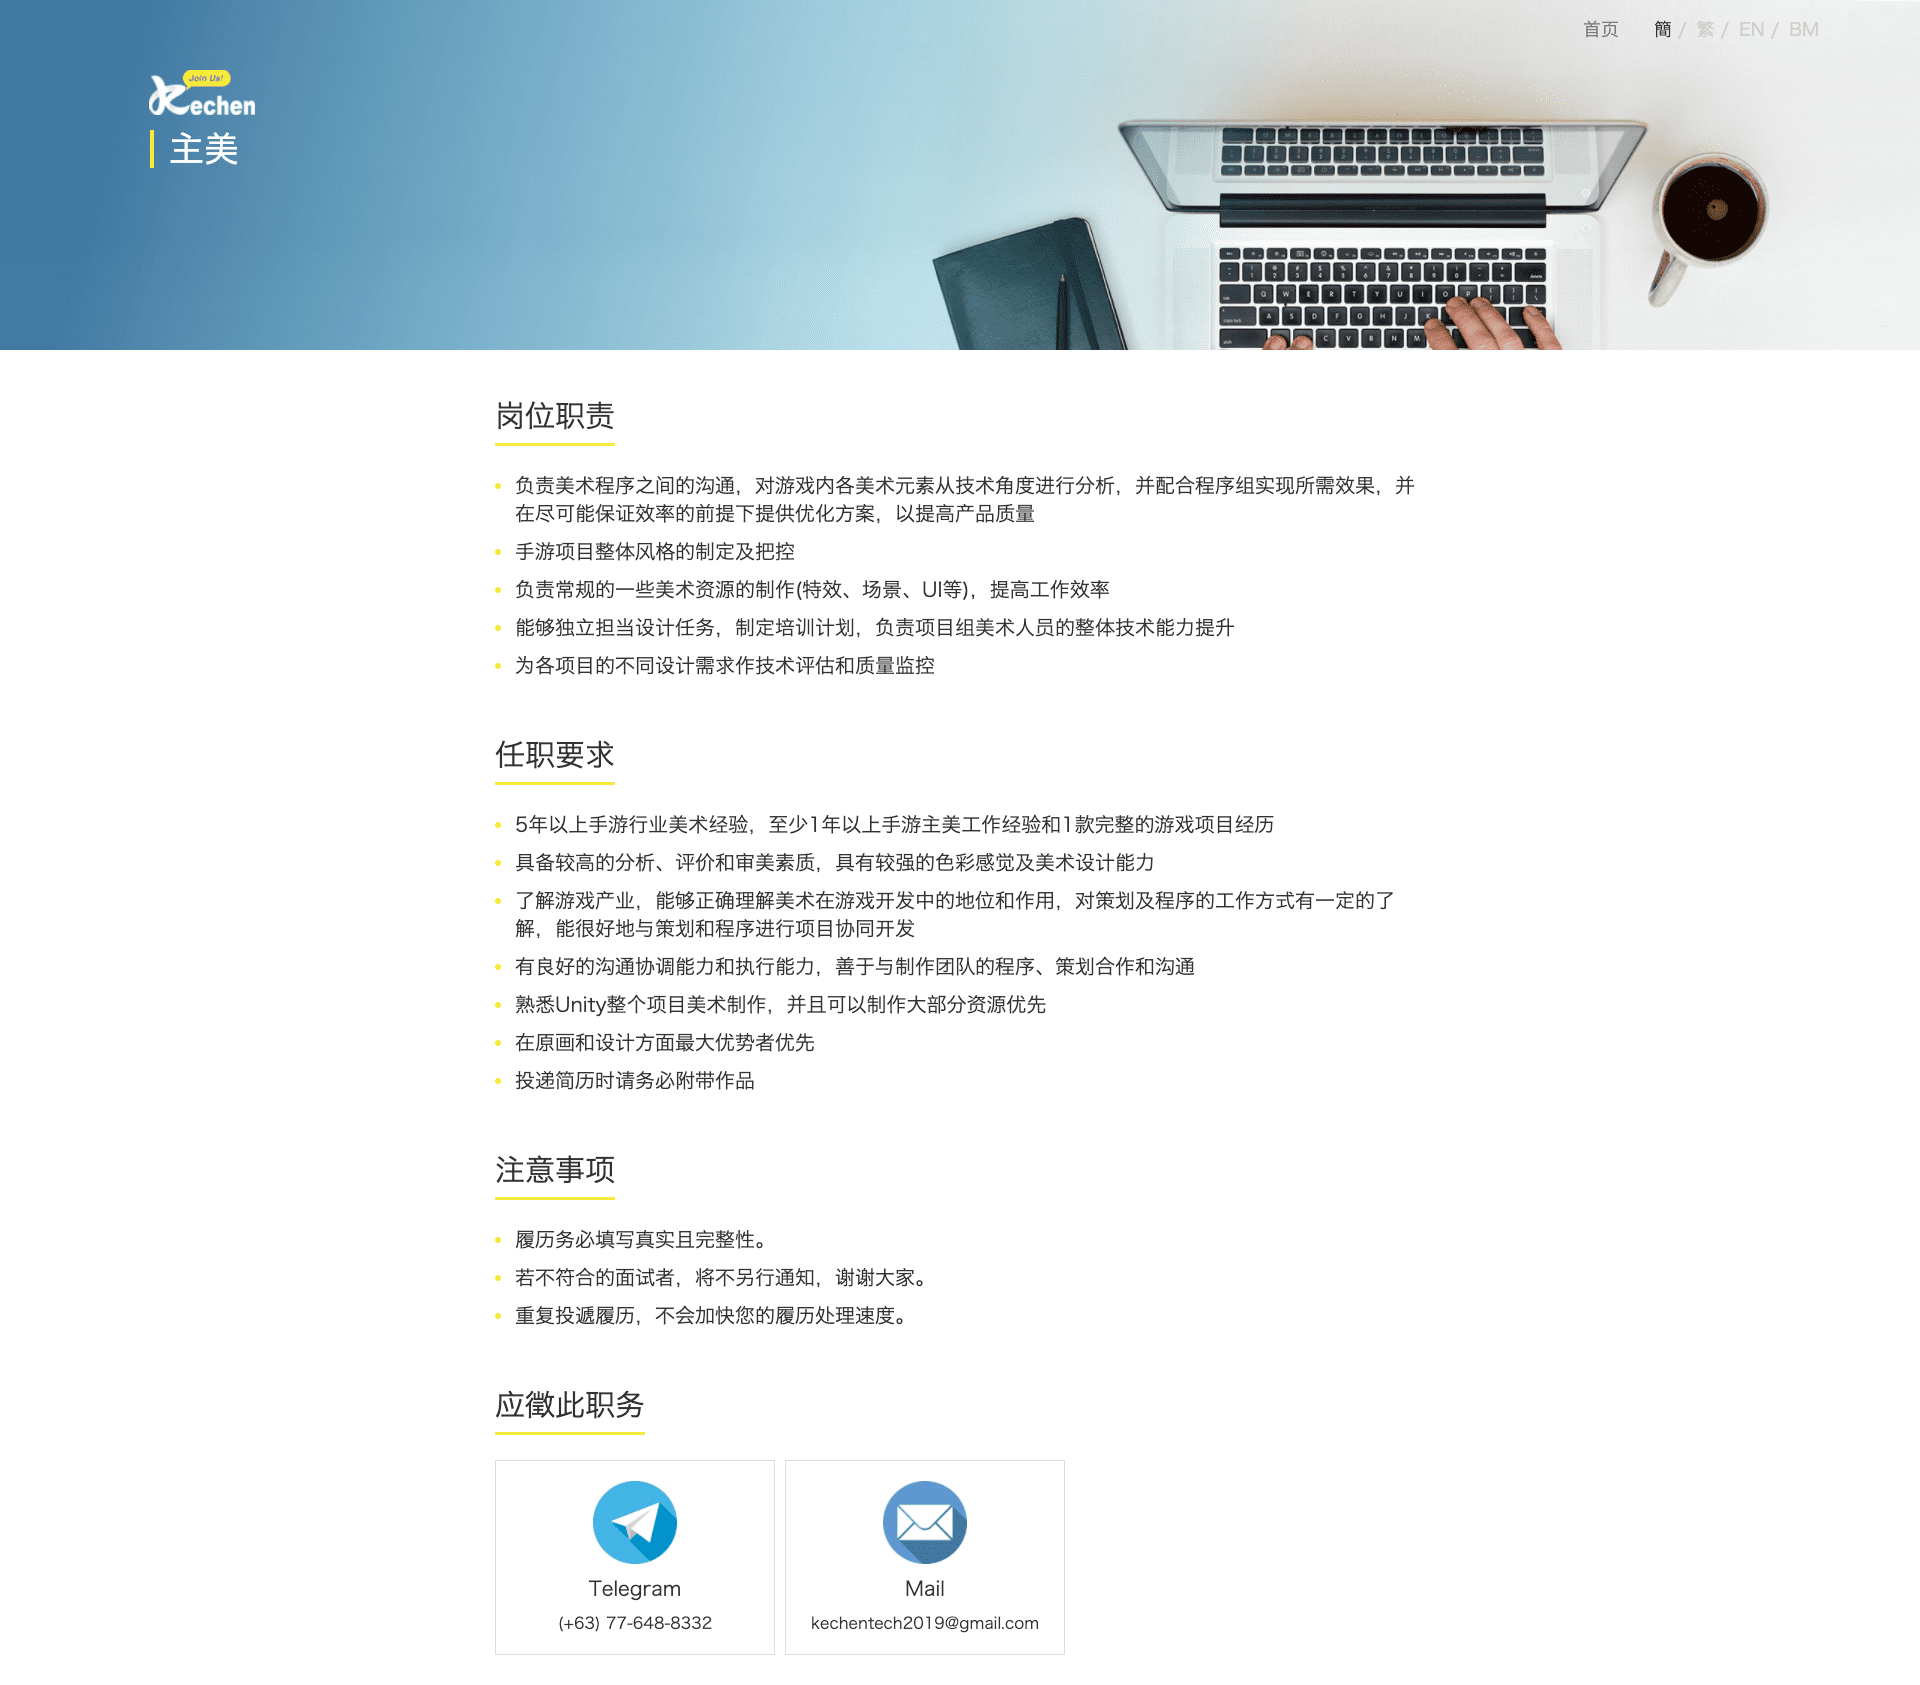 首页 簡 / 繁 / EN / BM
Join Us!
Kechen
主美
岗位职责
负责美术程序之间的沟通，对游戏内各美术元素从技术角度进行分析，并配合程序组实现所需效果，并
在尽可能保证效率的前提下提供优化方案，以提高产品质量
手游项目整体风格的制定及把控
负责常规的一些美术资源的制作(特效、场景、UI等)，提高工作效率
能够独立担当设计任务，制定培训计划，负责项目组美术人员的整体技术能力提升
为各项目的不同设计需求作技术评估和质量监控
任职要求
5年以上手游行业美术经验，至少1年以上手游主美工作经验和1款完整的游戏项目经历
具备较高的分析、评价和审美素质，具有较强的色彩感觉及美术设计能力
了解游戏产业，能够正确理解美术在游戏开发中的地位和作用，对策划及程序的工作方式有一定的了
解，能很好地与策划和程序进行项目协同开发
有良好的沟通协调能力和执行能力，善于与制作团队的程序、策划合作和沟通
熟悉Unity整个项目美术制作，并且可以制作大部分资源优先
在原画和设计方面最大优势者优先
投递简历时请务必附带作品
注意事项
履历务必填写真实且完整性。
若不符合的面试者，将不另行通知，谢谢大家。
重复投遞履历，不会加快您的履历处理速度。
应徵此职务
Telegram
(+63) 77-648-8332
Mail
kechentech2019@gmail.com